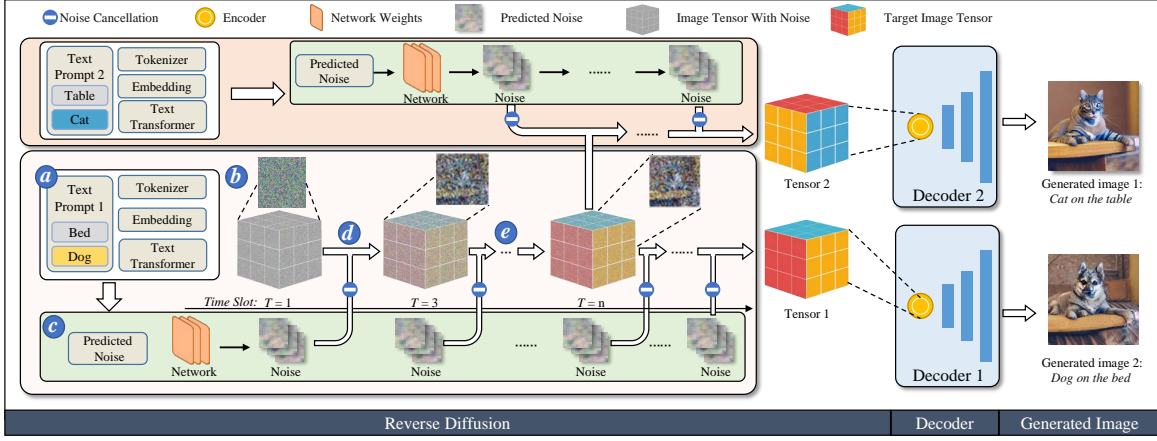 Noise Cancellation
Encoder
Network Weights
Predicted Noise
Image Tensor With Noise
Target Image Tensor
Text
Prompt 2
Table
Cat
Tokenizer
Embedding
Text
Transformer
Predicted
Noise
Network
Noise
......
Noise
......
Tensor 2
Decoder 2
Generated image 1:
Cat on the table
a
Text
Prompt 1
Bed
Dog
Tokenizer
Embedding
Text
Transformer
b
d
e
...
......
Time Slot:
T = 1
T = 3
T = n
c
Predicted
Noise
Network
Noise
Noise
......
Noise
......
Noise
Tensor 1
Decoder 1
Generated image 2:
Dog on the bed
Reverse Diffusion
Decoder
Generated Image